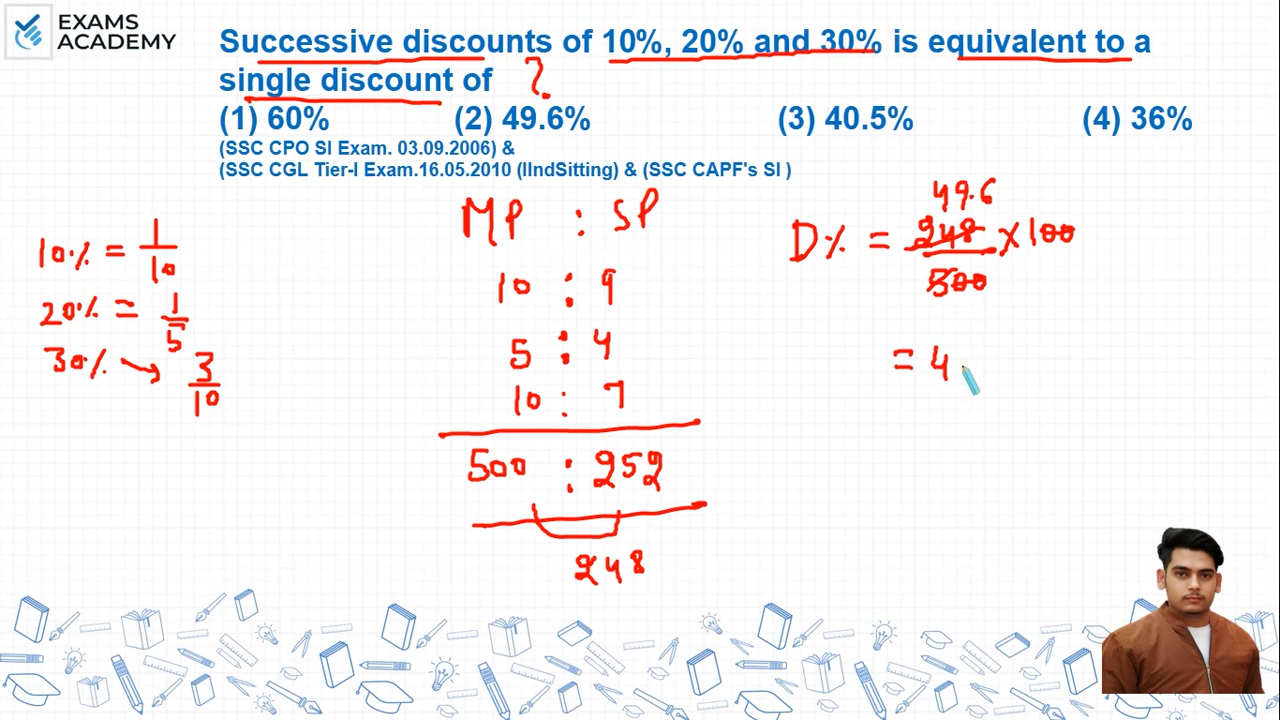 EXAMS
ACADEMY
Successive discounts of 10%, 20% and 30% is equivalent to a
single discount of ?
(1) 60% (2) 49.6% (3) 40.5% (4) 36%
(SSC CPO SI Exam. 03.09.2006) &
(SSC CGL Tier-I Exam.16.05.2010 (IIndSitting) & (SSC CAPF's SI )
10% = 1/10
20% = 1/5
30% → 3/10
MP : SP
10 : 9
5 : 4
10 : 7
500 : 252
248
49.6
D% = 248/500 × 100
= 4